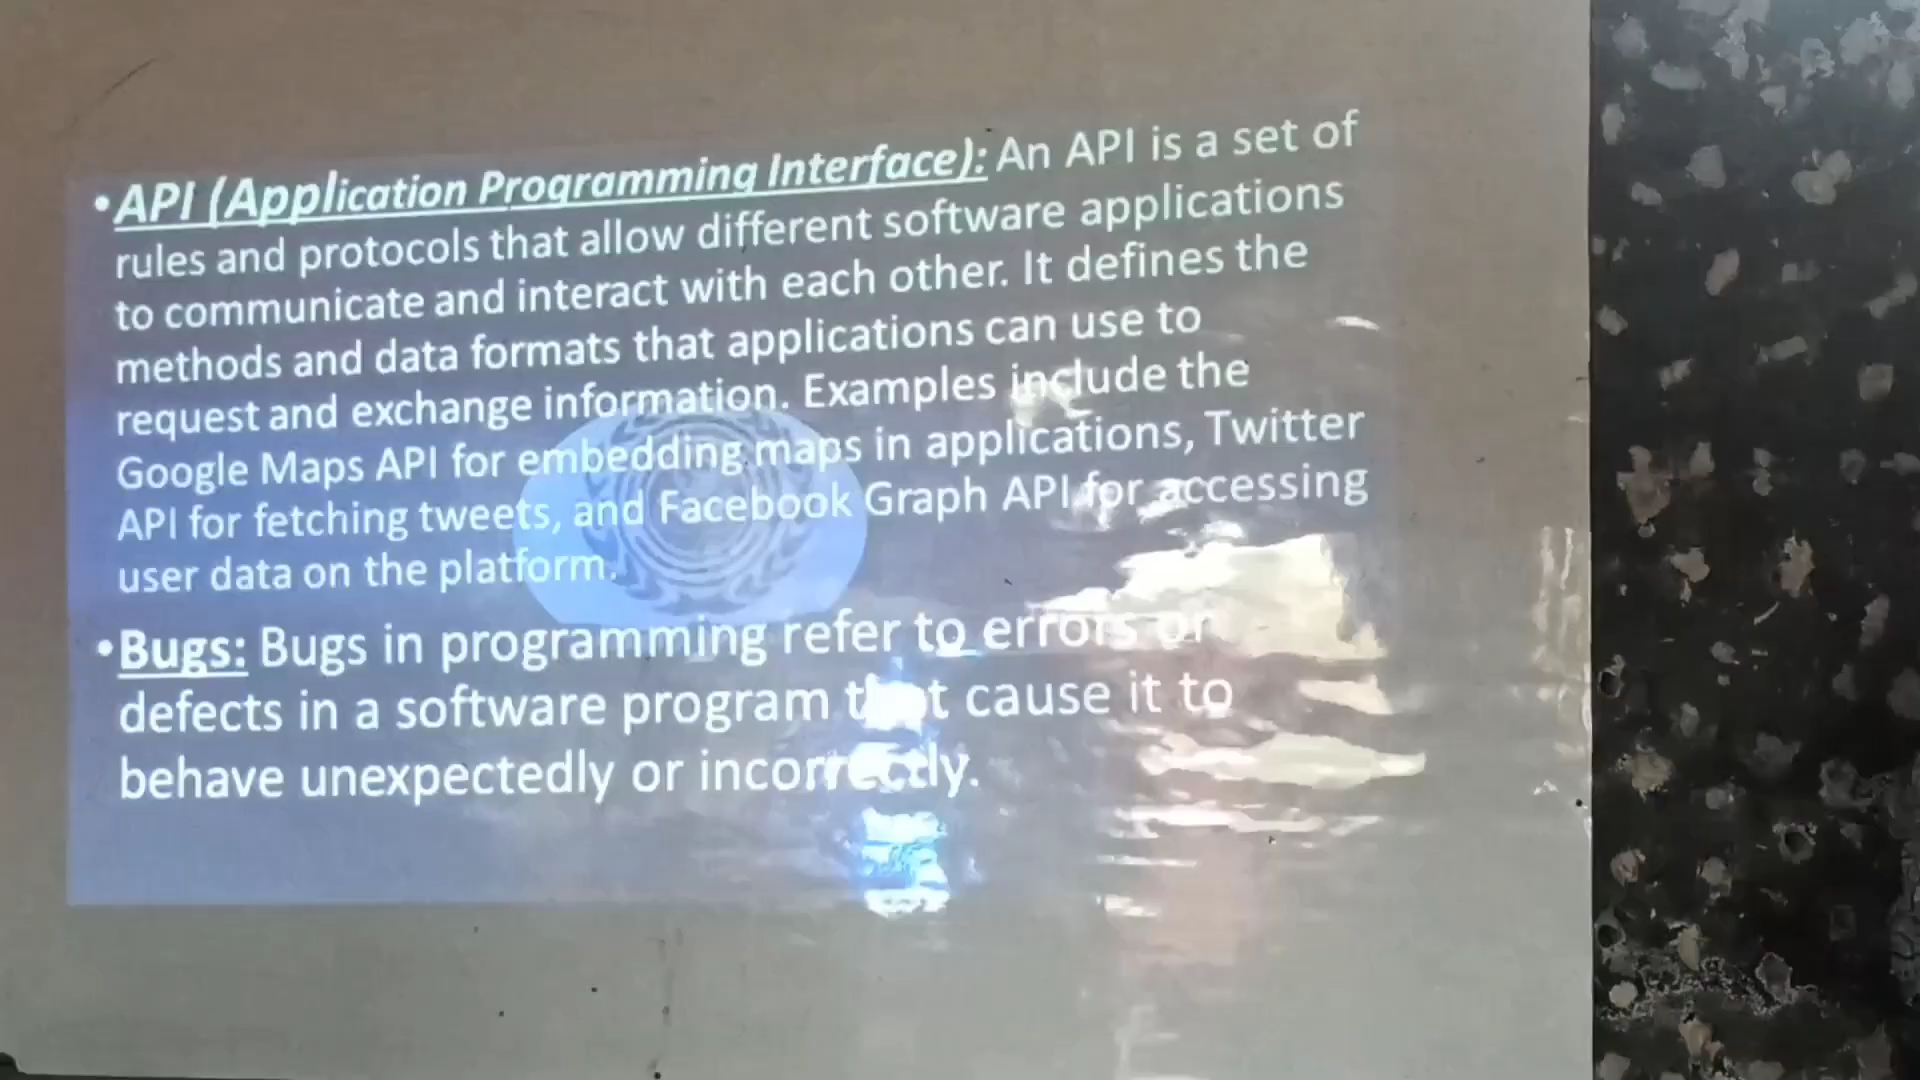 •API (Application Programming Interface): An API is a set of
rules and protocols that allow different software applications
to communicate and interact with each other. It defines the
methods and data formats that applications can use to
request and exchange information. Examples include the
Google Maps API for embedding maps in applications, Twitter
API for fetching tweets, and Facebook Graph API for accessing
user data on the platform.
•Bugs: Bugs in programming refer to errors or
defects in a software program that cause it to
behave unexpectedly or incorrectly.